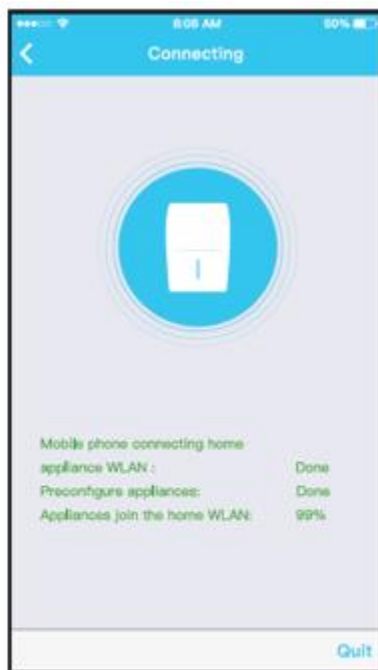 8:08 AM 60%
Connecting
Mobile phone connecting home
appliance WLAN : Done
Preconfigure appliances: Done
Appliances join the home WLAN: 99%
Quit